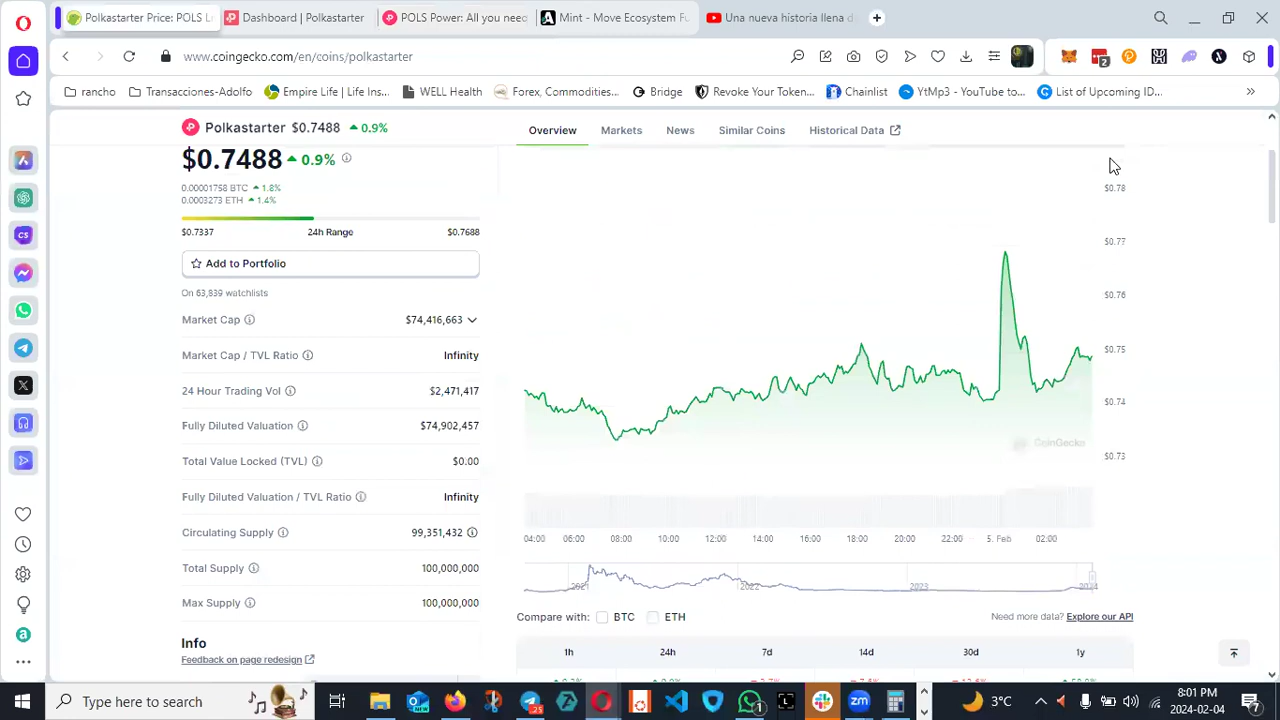 Polkastarter Price: POLS L
Dashboard | Polkastarter
POLS Power: All you need
Mint - Move Ecosystem Fu
Una nueva historia llena d
www.coingecko.com/en/coins/polkastarter
2
rancho
Transacciones-Adolfo
Empire Life | Life Ins...
WELL Health
Forex, Commodities...
Bridge
Revoke Your Token...
Chainlist
YtMp3 - YouTube to...
List of Upcoming ID...
Polkastarter $0.7488 0.9%
Overview
Markets
News
Similar Coins
Historical Data
$0.7488 0.9%
0.00001758 BTC 1.8%
0.0003273 ETH 1.4%
$0.7337
24h Range
$0.7688
Add to Portfolio
On 63,839 watchlists
Market Cap $74,416,663
Market Cap / TVL Ratio Infinity
24 Hour Trading Vol $2,471,417
Fully Diluted Valuation $74,902,457
Total Value Locked (TVL) $0.00
Fully Diluted Valuation / TVL Ratio Infinity
Circulating Supply 99,351,432
Total Supply 100,000,000
Max Supply 100,000,000
Info
Feedback on page redesign
$0.78
$0.77
$0.76
$0.75
$0.74
$0.73
CoinGecko
04:00 06:00 08:00 10:00 12:00 14:00 16:00 18:00 20:00 22:00 5. Feb 02:00
2021 2022 2023 2024
Compare with: BTC ETH
Need more data? Explore our API
1h 24h 7d 14d 30d 1y
Type here to search
25
1
3°C
8:01 PM
2024-02-04
7